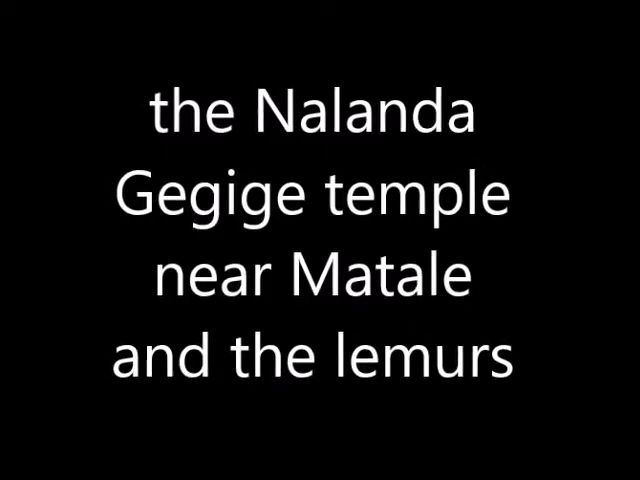 the Nalanda
Gegige temple
near Matale
and the lemurs